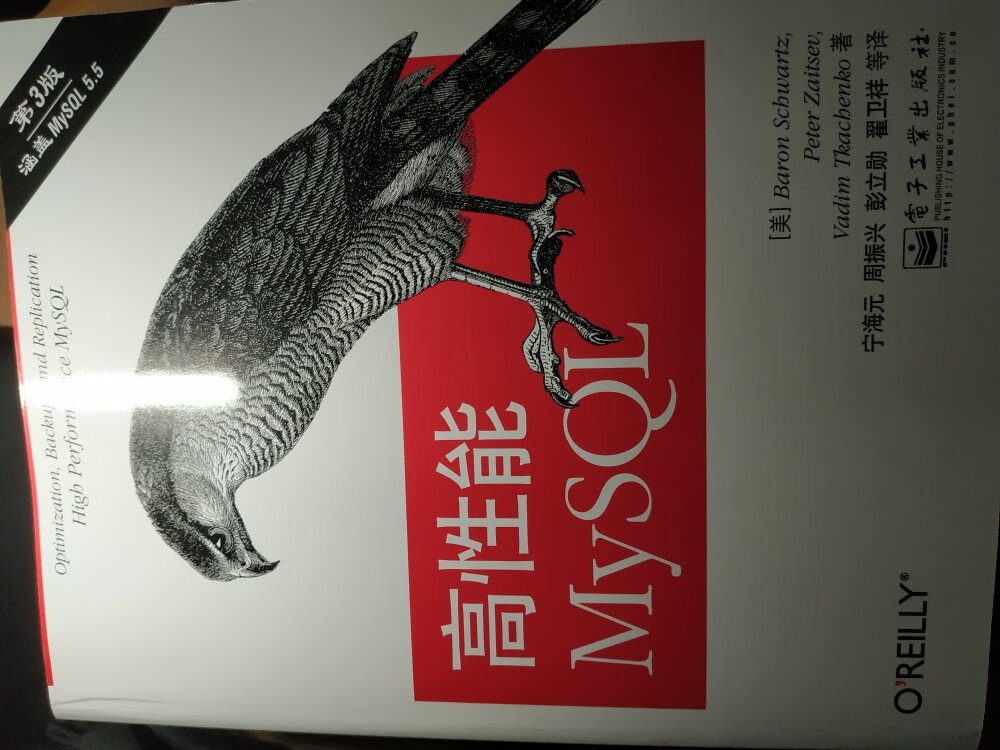 第3版
涵盖 MySQL 5.5
Optimization, Backup and Replication
High Performance MySQL
高性能
MySQL
[美] Baron Schwartz,
Peter Zaitsev,
Vadim Tkachenko 著
宁海元 周振兴 彭立勋 翟卫祥 等译
電子工業出版社
PUBLISHING HOUSE OF ELECTRONICS INDUSTRY
http://www.phei.com.cn
O'REILLY®